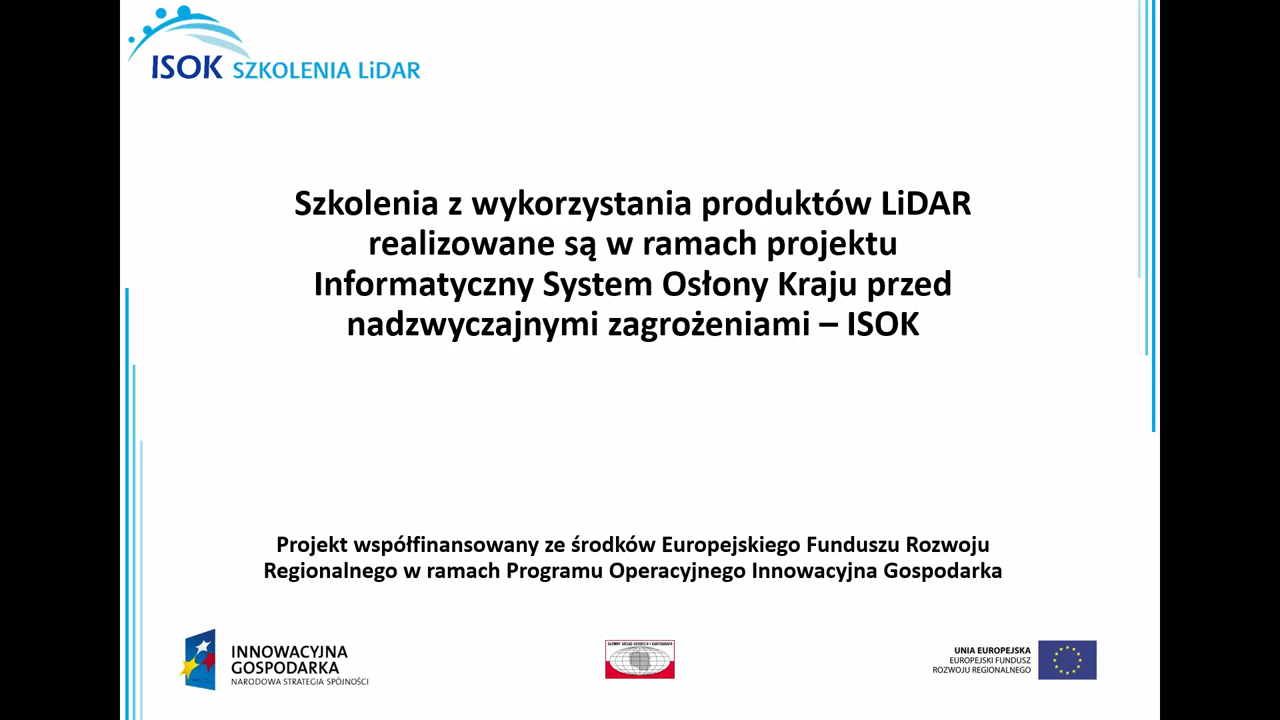 ISOK SZKOLENIA LiDAR
Szkolenia z wykorzystania produktów LiDAR
realizowane są w ramach projektu
Informatyczny System Osłony Kraju przed
nadzwyczajnymi zagrożeniami – ISOK
Projekt współfinansowany ze środków Europejskiego Funduszu Rozwoju
Regionalnego w ramach Programu Operacyjnego Innowacyjna Gospodarka
INNOWACYJNA
GOSPODARKA
NARODOWA STRATEGIA SPÓJNOŚCI
GŁÓWNY URZĄD GEODEZJI I KARTOGRAFII
UNIA EUROPEJSKA
EUROPEJSKI FUNDUSZ
ROZWOJU REGIONALNEGO